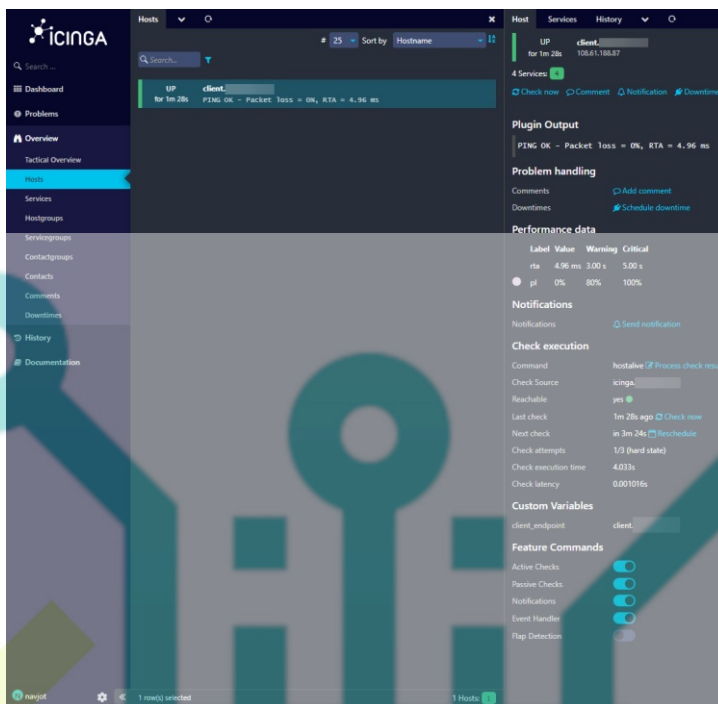 icinga
Search ...
Dashboard
Problems
Overview
Tactical Overview
Hosts
Services
Hostgroups
Servicegroups
Contactgroups
Contacts
Comments
Downtimes
History
Documentation
navjot
Hosts
# 25 Sort by Hostname
Search...
UP client.
for 1m 28s PING OK - Packet loss = 0%, RTA = 4.96 ms
1 row(s) selected
1 Hosts: 1
Host Services History
UP client.
for 1m 28s 108.61.188.87
4 Services: 4
Check now Comment Notification Downtime
Plugin Output
PING OK - Packet loss = 0%, RTA = 4.96 ms
Problem handling
Comments Add comment
Downtimes Schedule downtime
Performance data
Label Value Warning Critical
rta 4.96 ms 3.00 s 5.00 s
pl 0% 80% 100%
Notifications
Notifications Send notification
Check execution
Command hostalive Process check resu
Check Source icinga.
Reachable yes
Last check 1m 28s ago Check now
Next check in 3m 24s Reschedule
Check attempts 1/3 (hard state)
Check execution time 4.033s
Check latency 0.001016s
Custom Variables
client_endpoint client.
Feature Commands
Active Checks
Passive Checks
Notifications
Event Handler
Flap Detection